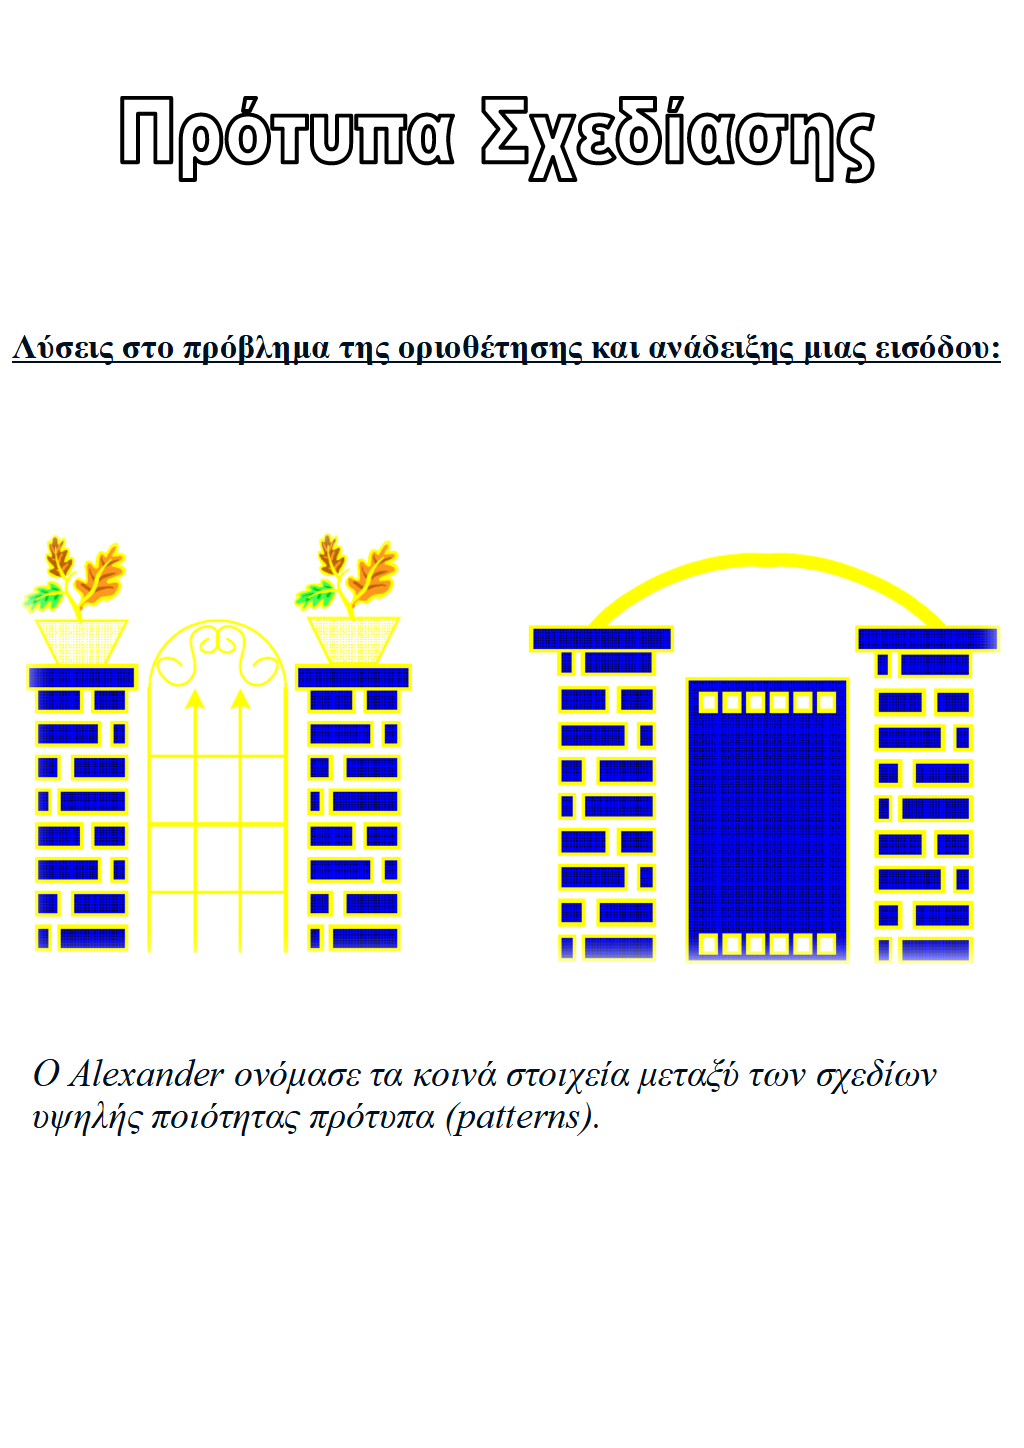 Πρότυπα Σχεδίασης
Λύσεις στο πρόβλημα της οριοθέτησης και ανάδειξης μιας εισόδου:
Ο Alexander ονόμασε τα κοινά στοιχεία μεταξύ των σχεδίων
υψηλής ποιότητας πρότυπα (patterns).